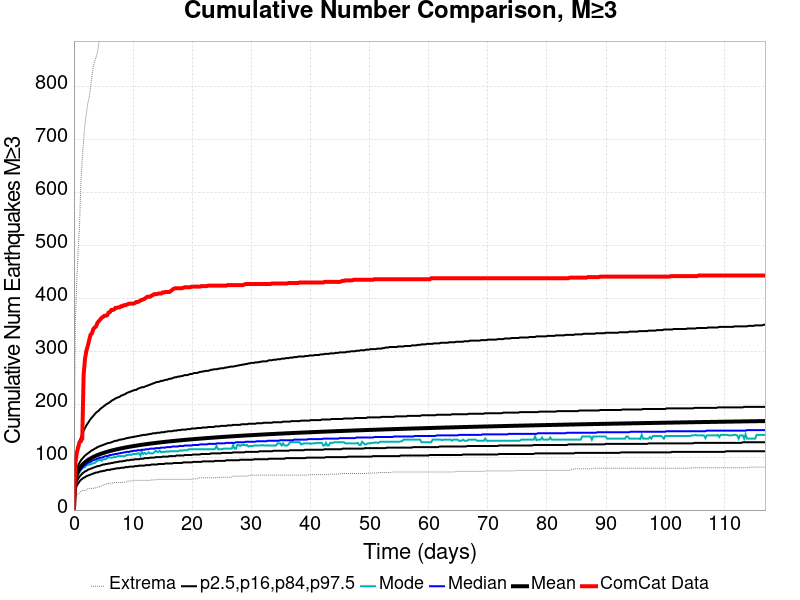 Cumulative Number Comparison, M≥3
Cumulative Num Earthquakes M≥3
800
700
600
500
400
300
200
100
0
0 10 20 30 40 50 60 70 80 90 100 110
Time (days)
Extrema p2.5,p16,p84,p97.5 Mode Median Mean ComCat Data